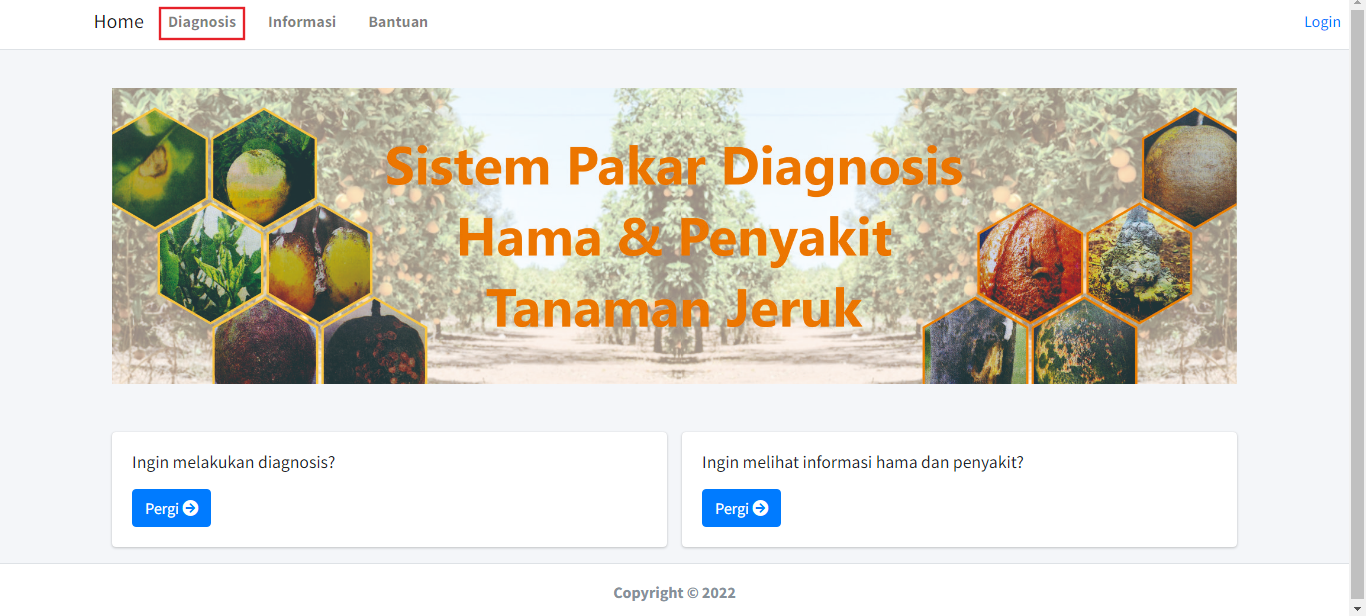 Home Diagnosis Informasi Bantuan Login
Sistem Pakar Diagnosis
Hama & Penyakit
Tanaman Jeruk
Ingin melakukan diagnosis?
Pergi
Ingin melihat informasi hama dan penyakit?
Pergi
Copyright © 2022